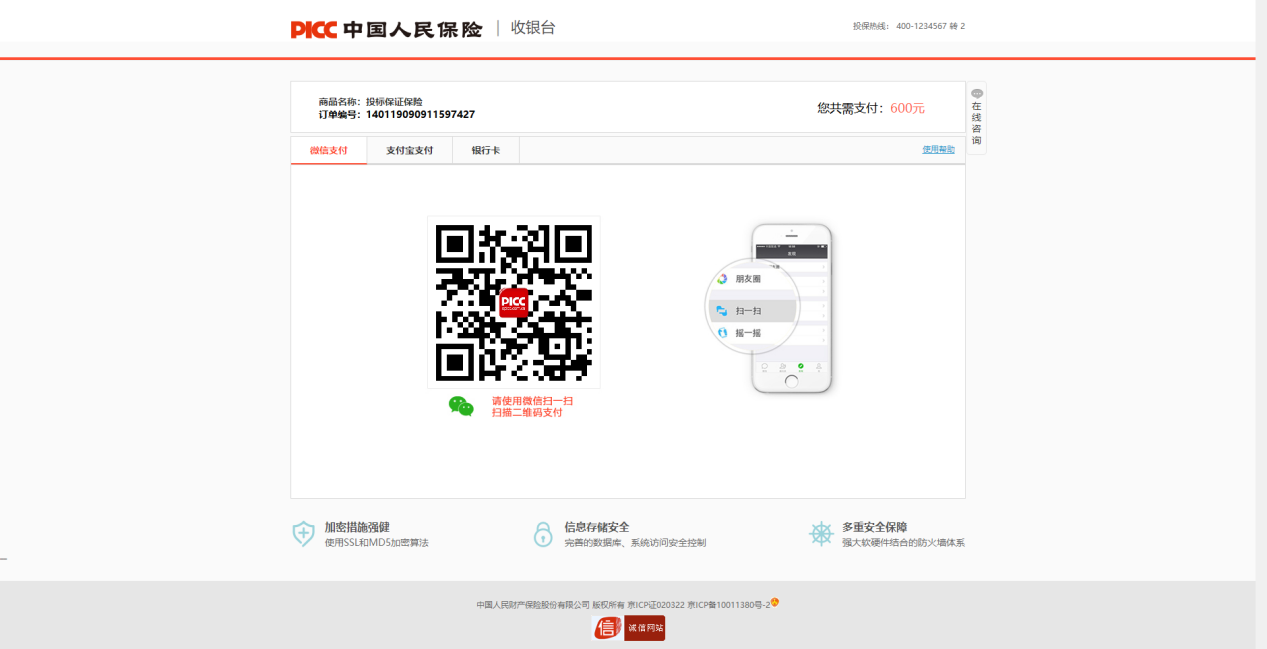 PICC 中国人民保险 | 收银台
投保热线： 400-1234567 转 2
商品名称：投标保证保险
订单编号：140119090911597427
您共需支付：600元
在线咨询
微信支付
支付宝支付
银行卡
使用帮助
PICC
朋友圈
扫一扫
摇一摇
请使用微信扫一扫
扫描二维码支付
加密措施强健
使用SSL和MD5加密算法
信息存储安全
完善的数据库、系统访问安全控制
多重安全保障
强大软硬件结合的防火墙体系
中国人民财产保险股份有限公司 版权所有 京ICP证020322 京ICP备10011380号-2
信 诚信网站